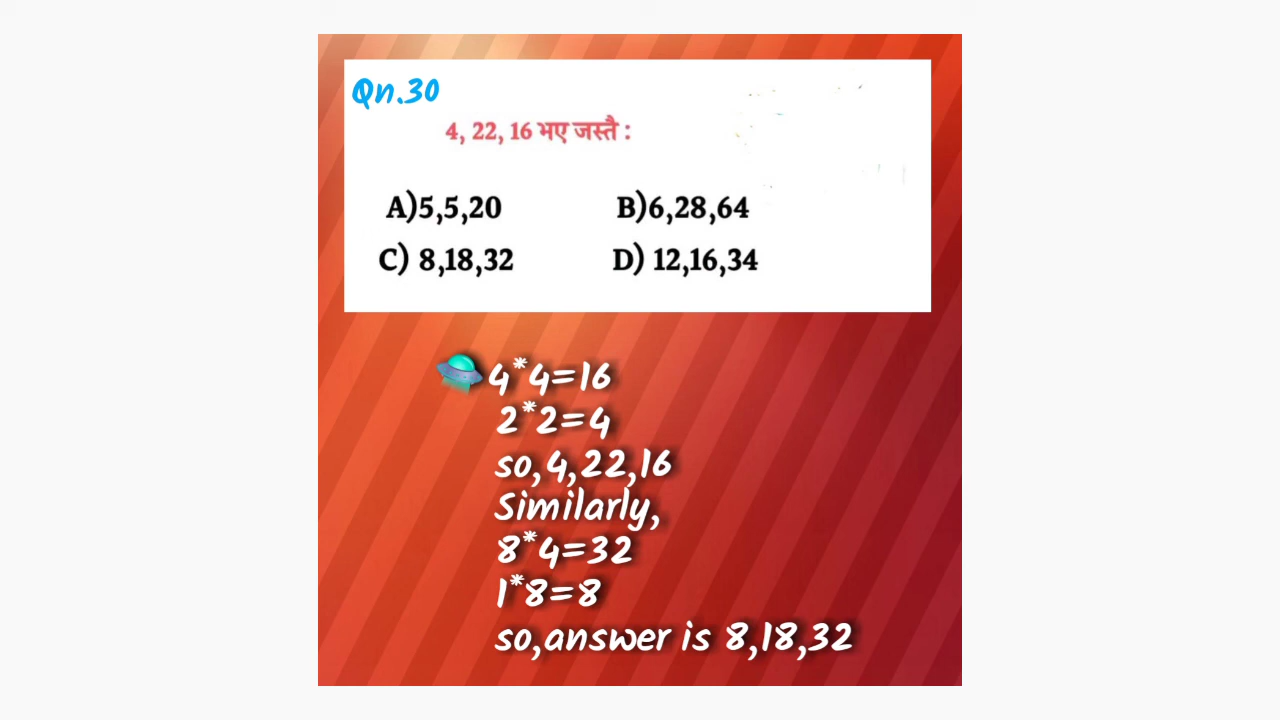 Qn.30
4, 22, 16 भए जस्तै :
A)5,5,20 B)6,28,64
C) 8,18,32 D) 12,16,34
4*4=16
2*2=4
so,4,22,16
Similarly,
8*4=32
1*8=8
so,answer is 8,18,32